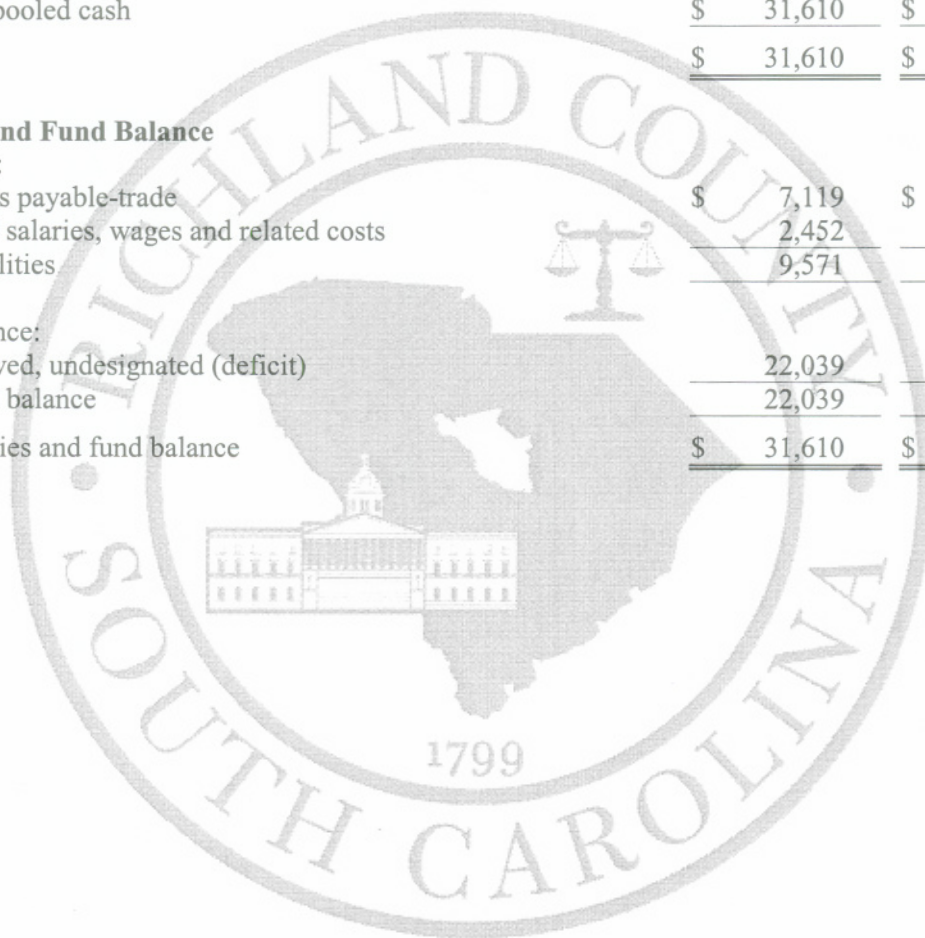 pooled cash $ 31,610 $
$ 31,610 $
nd Fund Balance
:
s payable-trade $ 7,119 $
salaries, wages and related costs 2,452
lities 9,571
nce:
ved, undesignated (deficit) 22,039
balance 22,039
ies and fund balance $ 31,610 $
RICHLAND COUNTY
1799
SOUTH CAROLINA